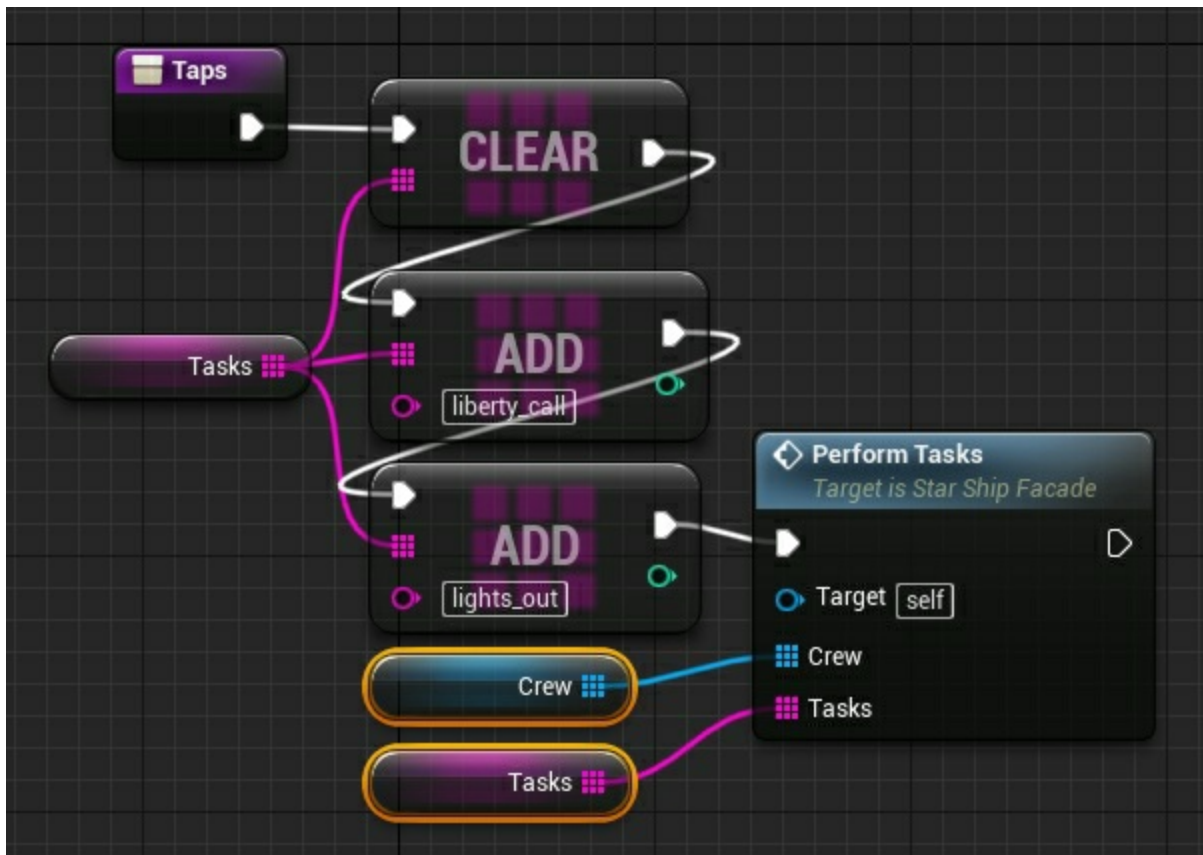 Taps
CLEAR
Tasks
ADD
liberty_call
ADD
lights_out
Perform Tasks
Target is Star Ship Facade
Target self
Crew
Tasks
Crew
Tasks